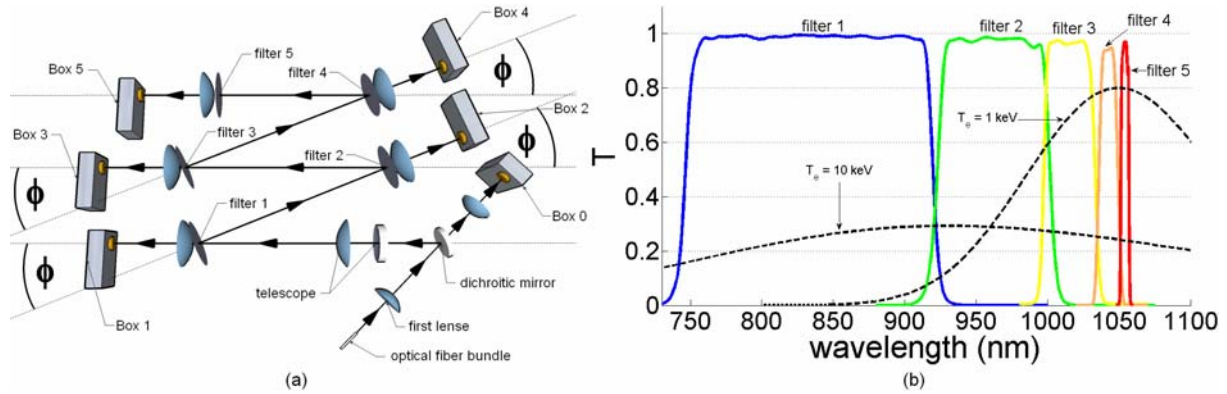 Box 4
filter 5
Box 5
filter 4
ϕ
Box 2
Box 3
filter 3
filter 2
ϕ
ϕ
Box 0
filter 1
ϕ
telescope
dichroitic mirror
Box 1
first lense
optical fiber bundle
(a)
filter 1
filter 2
filter 3
filter 4
filter 5
1
0.8
0.6
0.4
0.2
0
T
Te = 1 keV
Te = 10 keV
730 750 800 850 900 950 1000 1050 1100
wavelength (nm)
(b)